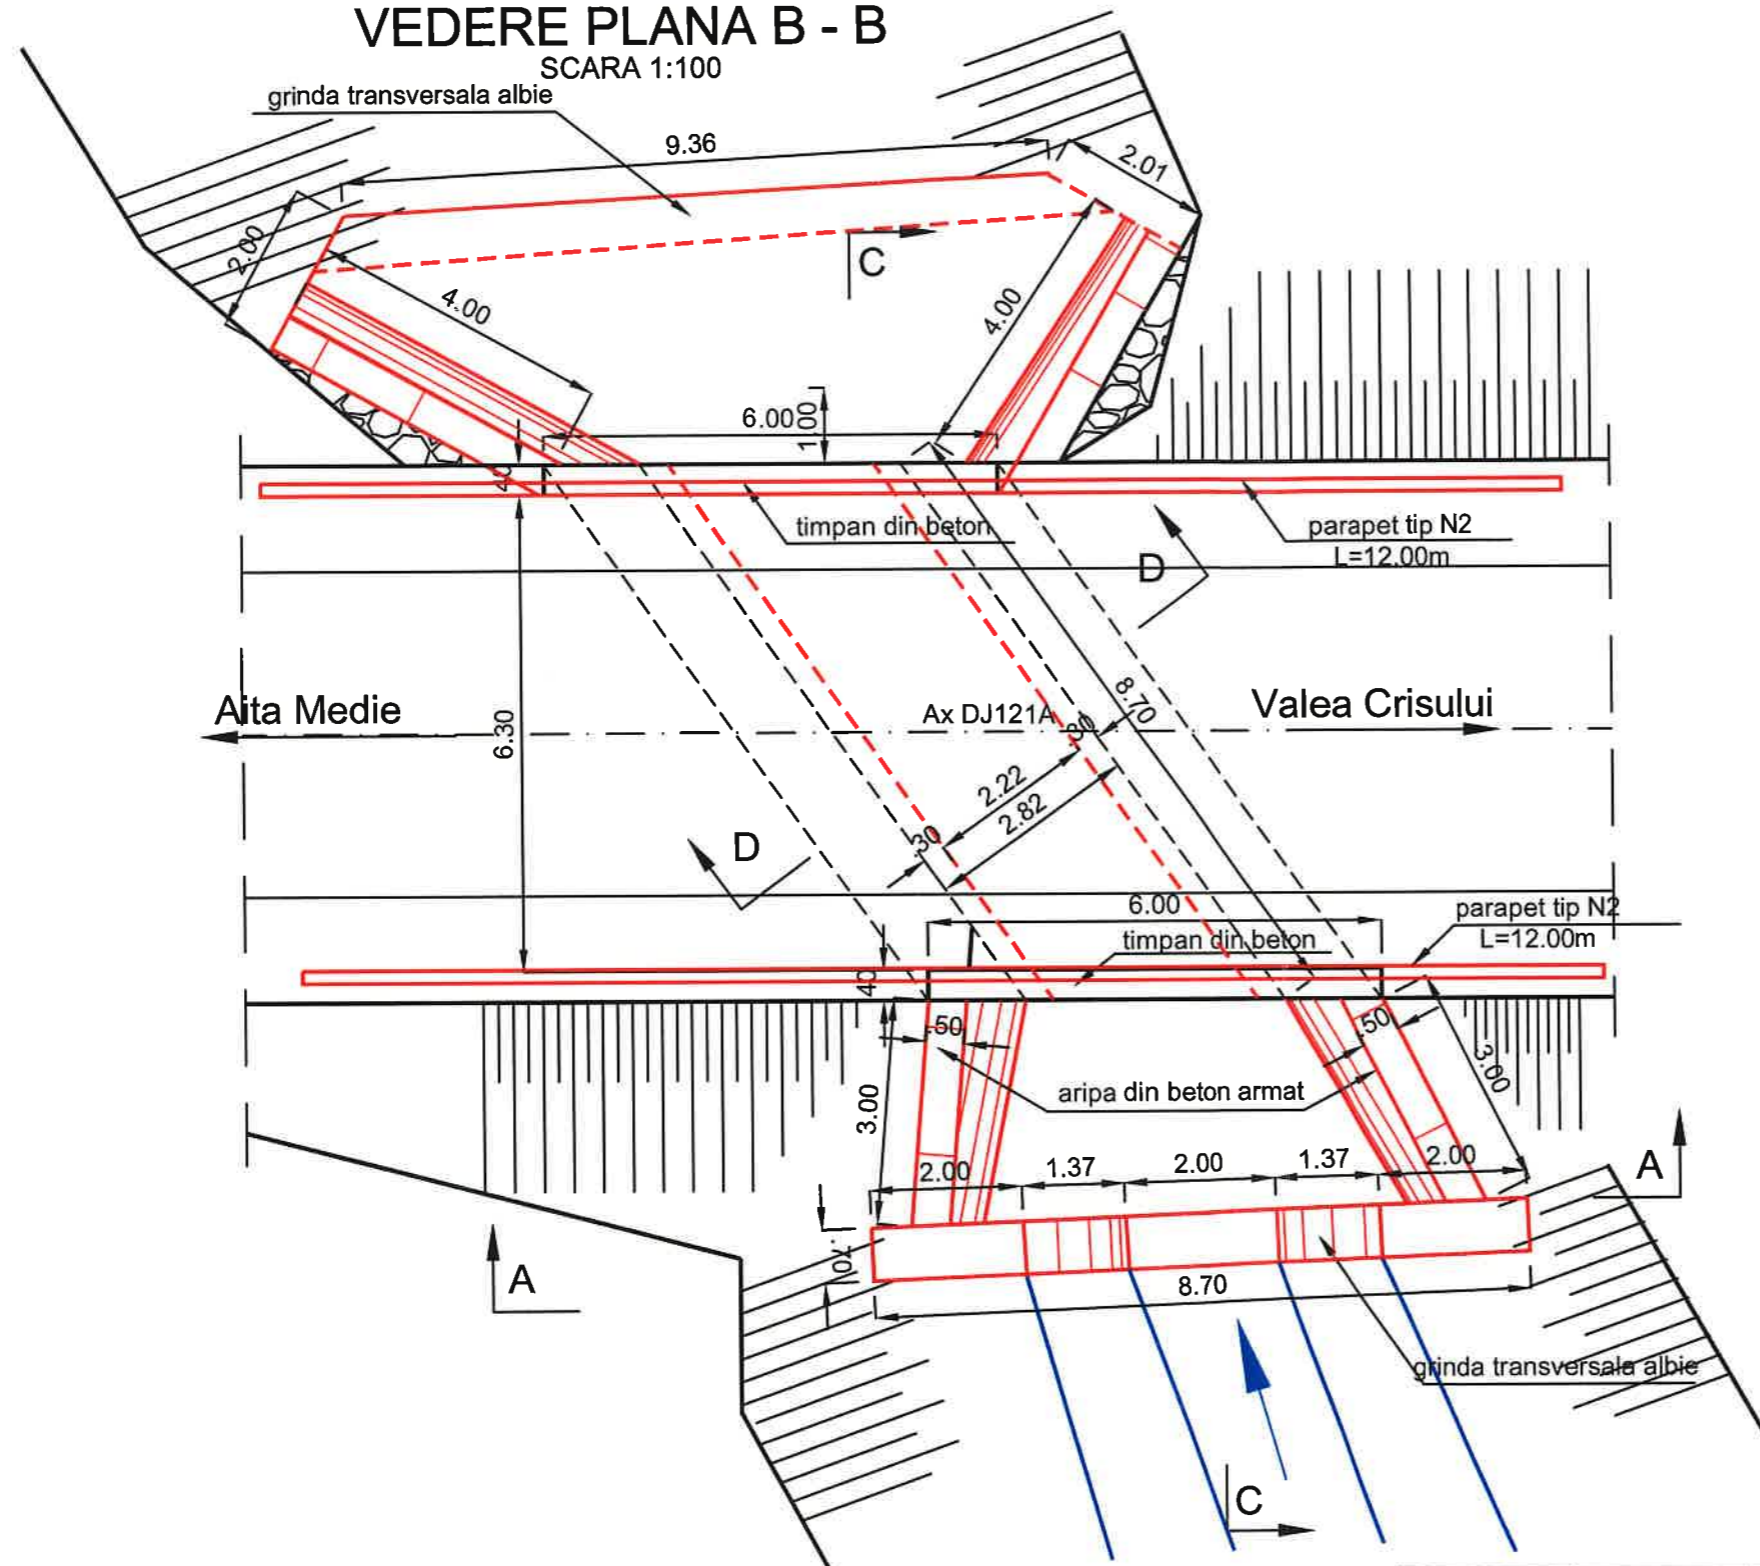 VEDERE PLANA B - B
SCARA 1:100
grinda transversala albie
9.36
2.01
2.00
C
4.00
4.00
6.00
1.00
40
timpan din beton
parapet tip N2
L=12.00m
D
Aita Medie
Ax DJ121A
Valea Crisului
6.30
8.70
.30
2.22
2.82
.30
D
6.00
parapet tip N2
L=12.00m
timpan din beton
40
.50
.50
3.00
3.00
aripa din beton armat
2.00
1.37
2.00
1.37
2.00
A
.70
A
8.70
grinda transversala albie
C